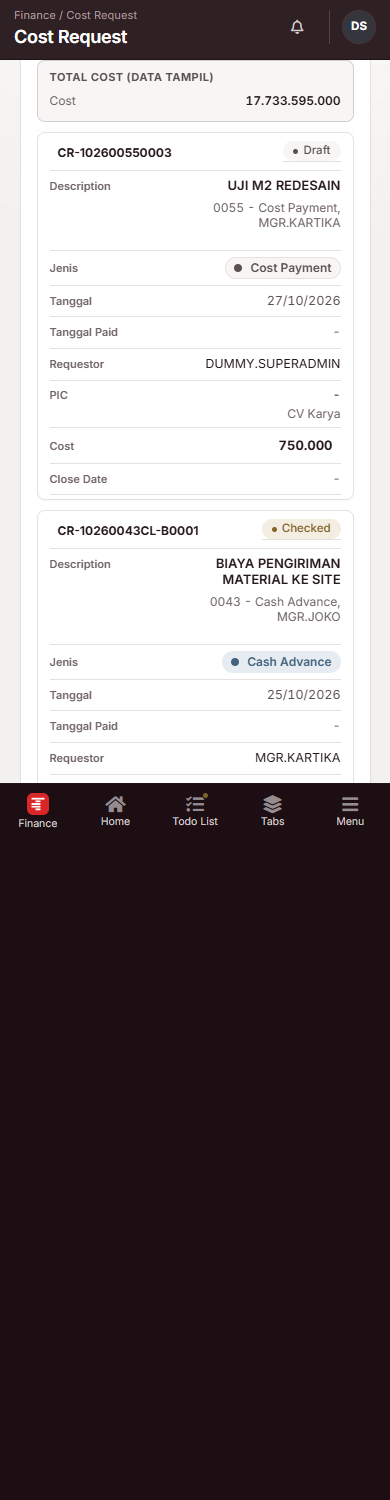 Finance / Cost Request
Cost Request
DS
TOTAL COST (DATA TAMPIL)
Cost 17.733.595.000
CR-102600550003 Draft
Description UJI M2 REDESAIN
0055 - Cost Payment,
MGR.KARTIKA
Jenis Cost Payment
Tanggal 27/10/2026
Tanggal Paid -
Requestor DUMMY.SUPERADMIN
PIC -
CV Karya
Cost 750.000
Close Date -
CR-10260043CL-B0001 Checked
Description BIAYA PENGIRIMAN
MATERIAL KE SITE
0043 - Cash Advance,
MGR.JOKO
Jenis Cash Advance
Tanggal 25/10/2026
Tanggal Paid -
Requestor MGR.KARTIKA
Finance Home Todo List Tabs Menu